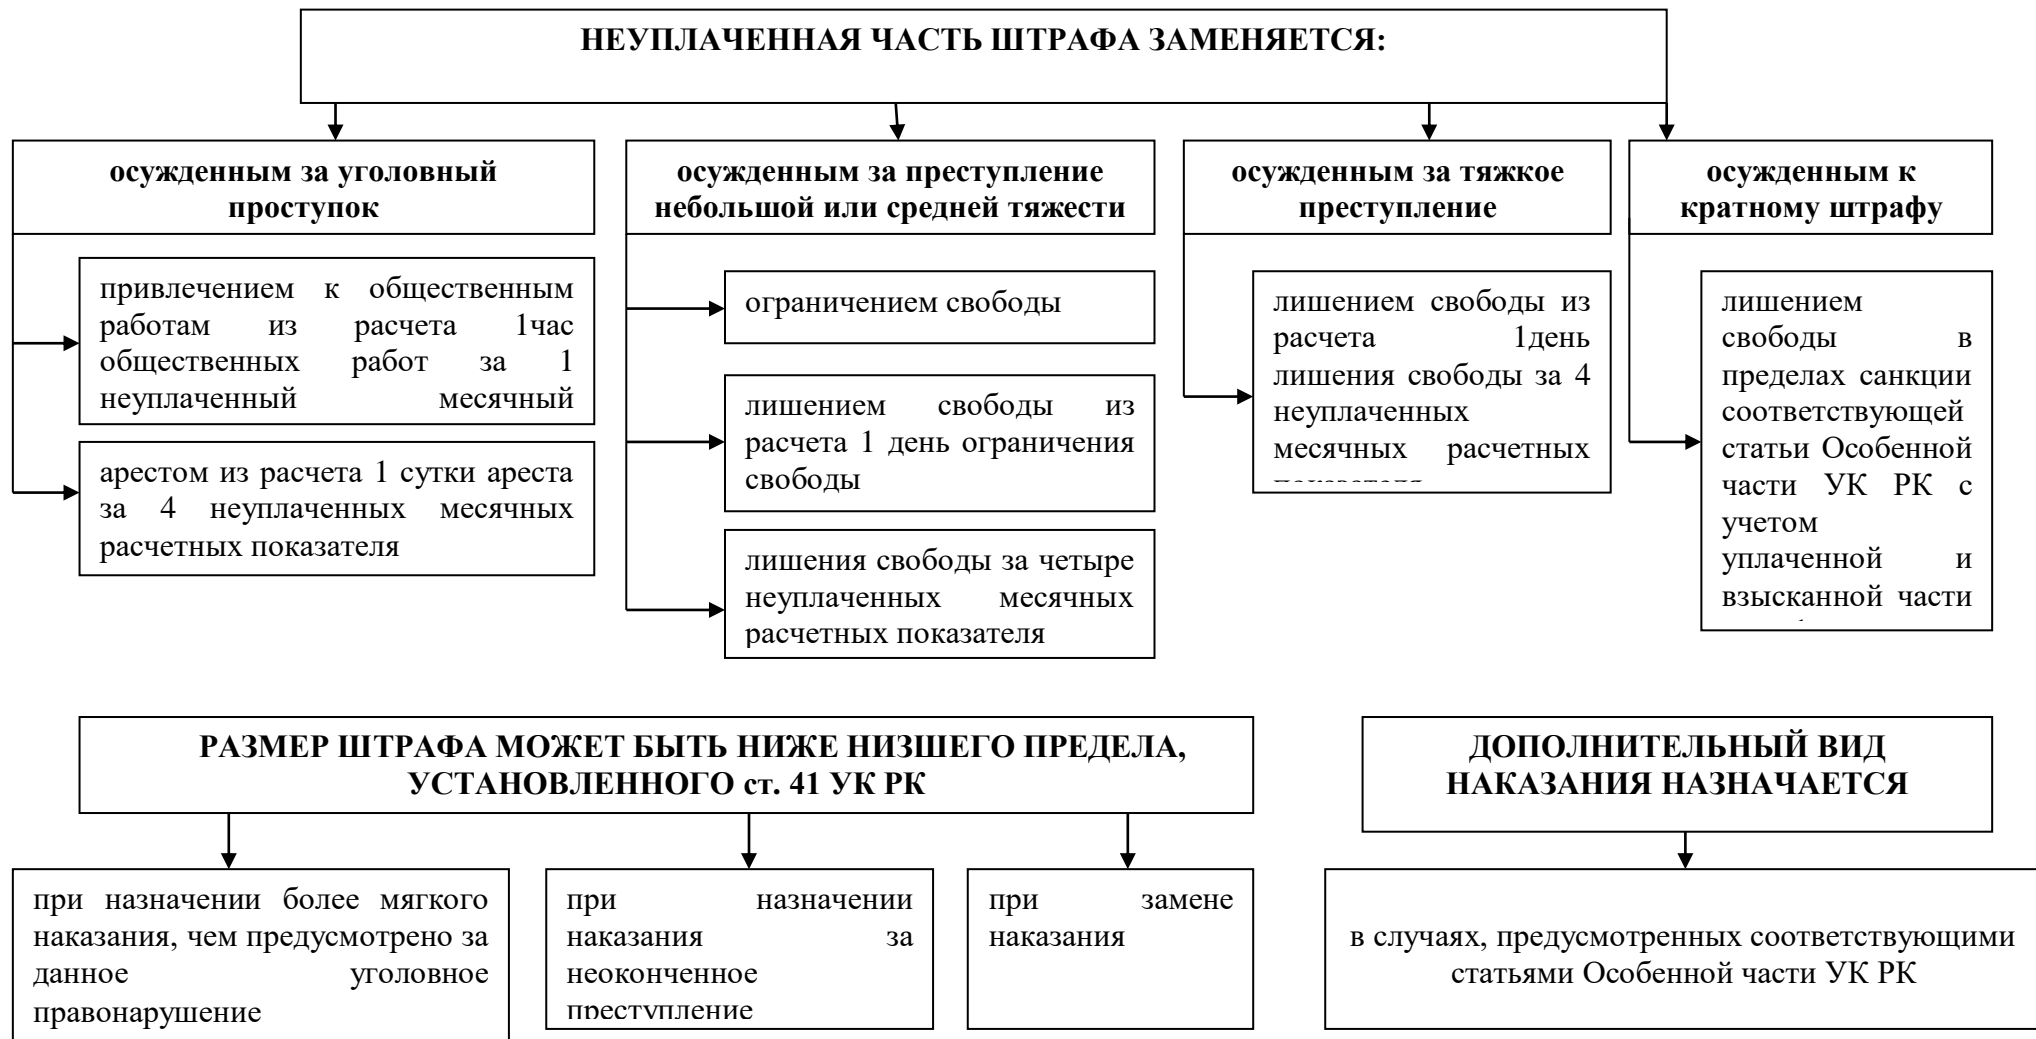 НЕУПЛАЧЕННАЯ ЧАСТЬ ШТРАФА ЗАМЕНЯЕТСЯ:
осужденным за уголовный
проступок
привлечением к общественным
работам из расчета 1час
общественных работ за 1
неуплаченный месячный
арестом из расчета 1 сутки ареста
за 4 неуплаченных месячных
расчетных показателя
осужденным за преступление
небольшой или средней тяжести
ограничением свободы
лишением свободы из
расчета 1 день ограничения
свободы
лишения свободы за четыре
неуплаченных месячных
расчетных показателя
осужденным за тяжкое
преступление
лишением свободы из
расчета 1день
лишения свободы за 4
неуплаченных
месячных расчетных
осужденным к
кратному штрафу
лишением
свободы в
пределах санкции
соответствующей
статьи Особенной
части УК РК с
учетом
уплаченной и
взысканной части
РАЗМЕР ШТРАФА МОЖЕТ БЫТЬ НИЖЕ НИЗШЕГО ПРЕДЕЛА,
УСТАНОВЛЕННОГО ст. 41 УК РК
при назначении более мягкого
наказания, чем предусмотрено за
данное уголовное
правонарушение
при назначении
наказания за
неоконченное
преступление
при замене
наказания
ДОПОЛНИТЕЛЬНЫЙ ВИД
НАКАЗАНИЯ НАЗНАЧАЕТСЯ
в случаях, предусмотренных соответствующими
статьями Особенной части УК РК